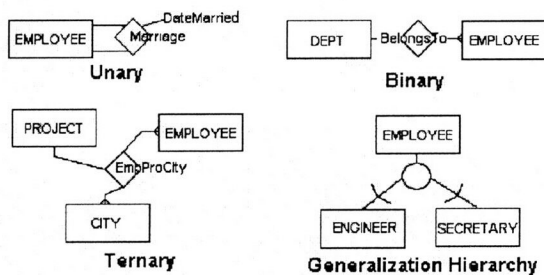 DateMarried
EMPLOYEE
Marriage
Unary
DEPT
BelongsTo
EMPLOYEE
Binary
PROJECT
EMPLOYEE
EmpProCity
CITY
Ternary
EMPLOYEE
ENGINEER
SECRETARY
Generalization Hierarchy